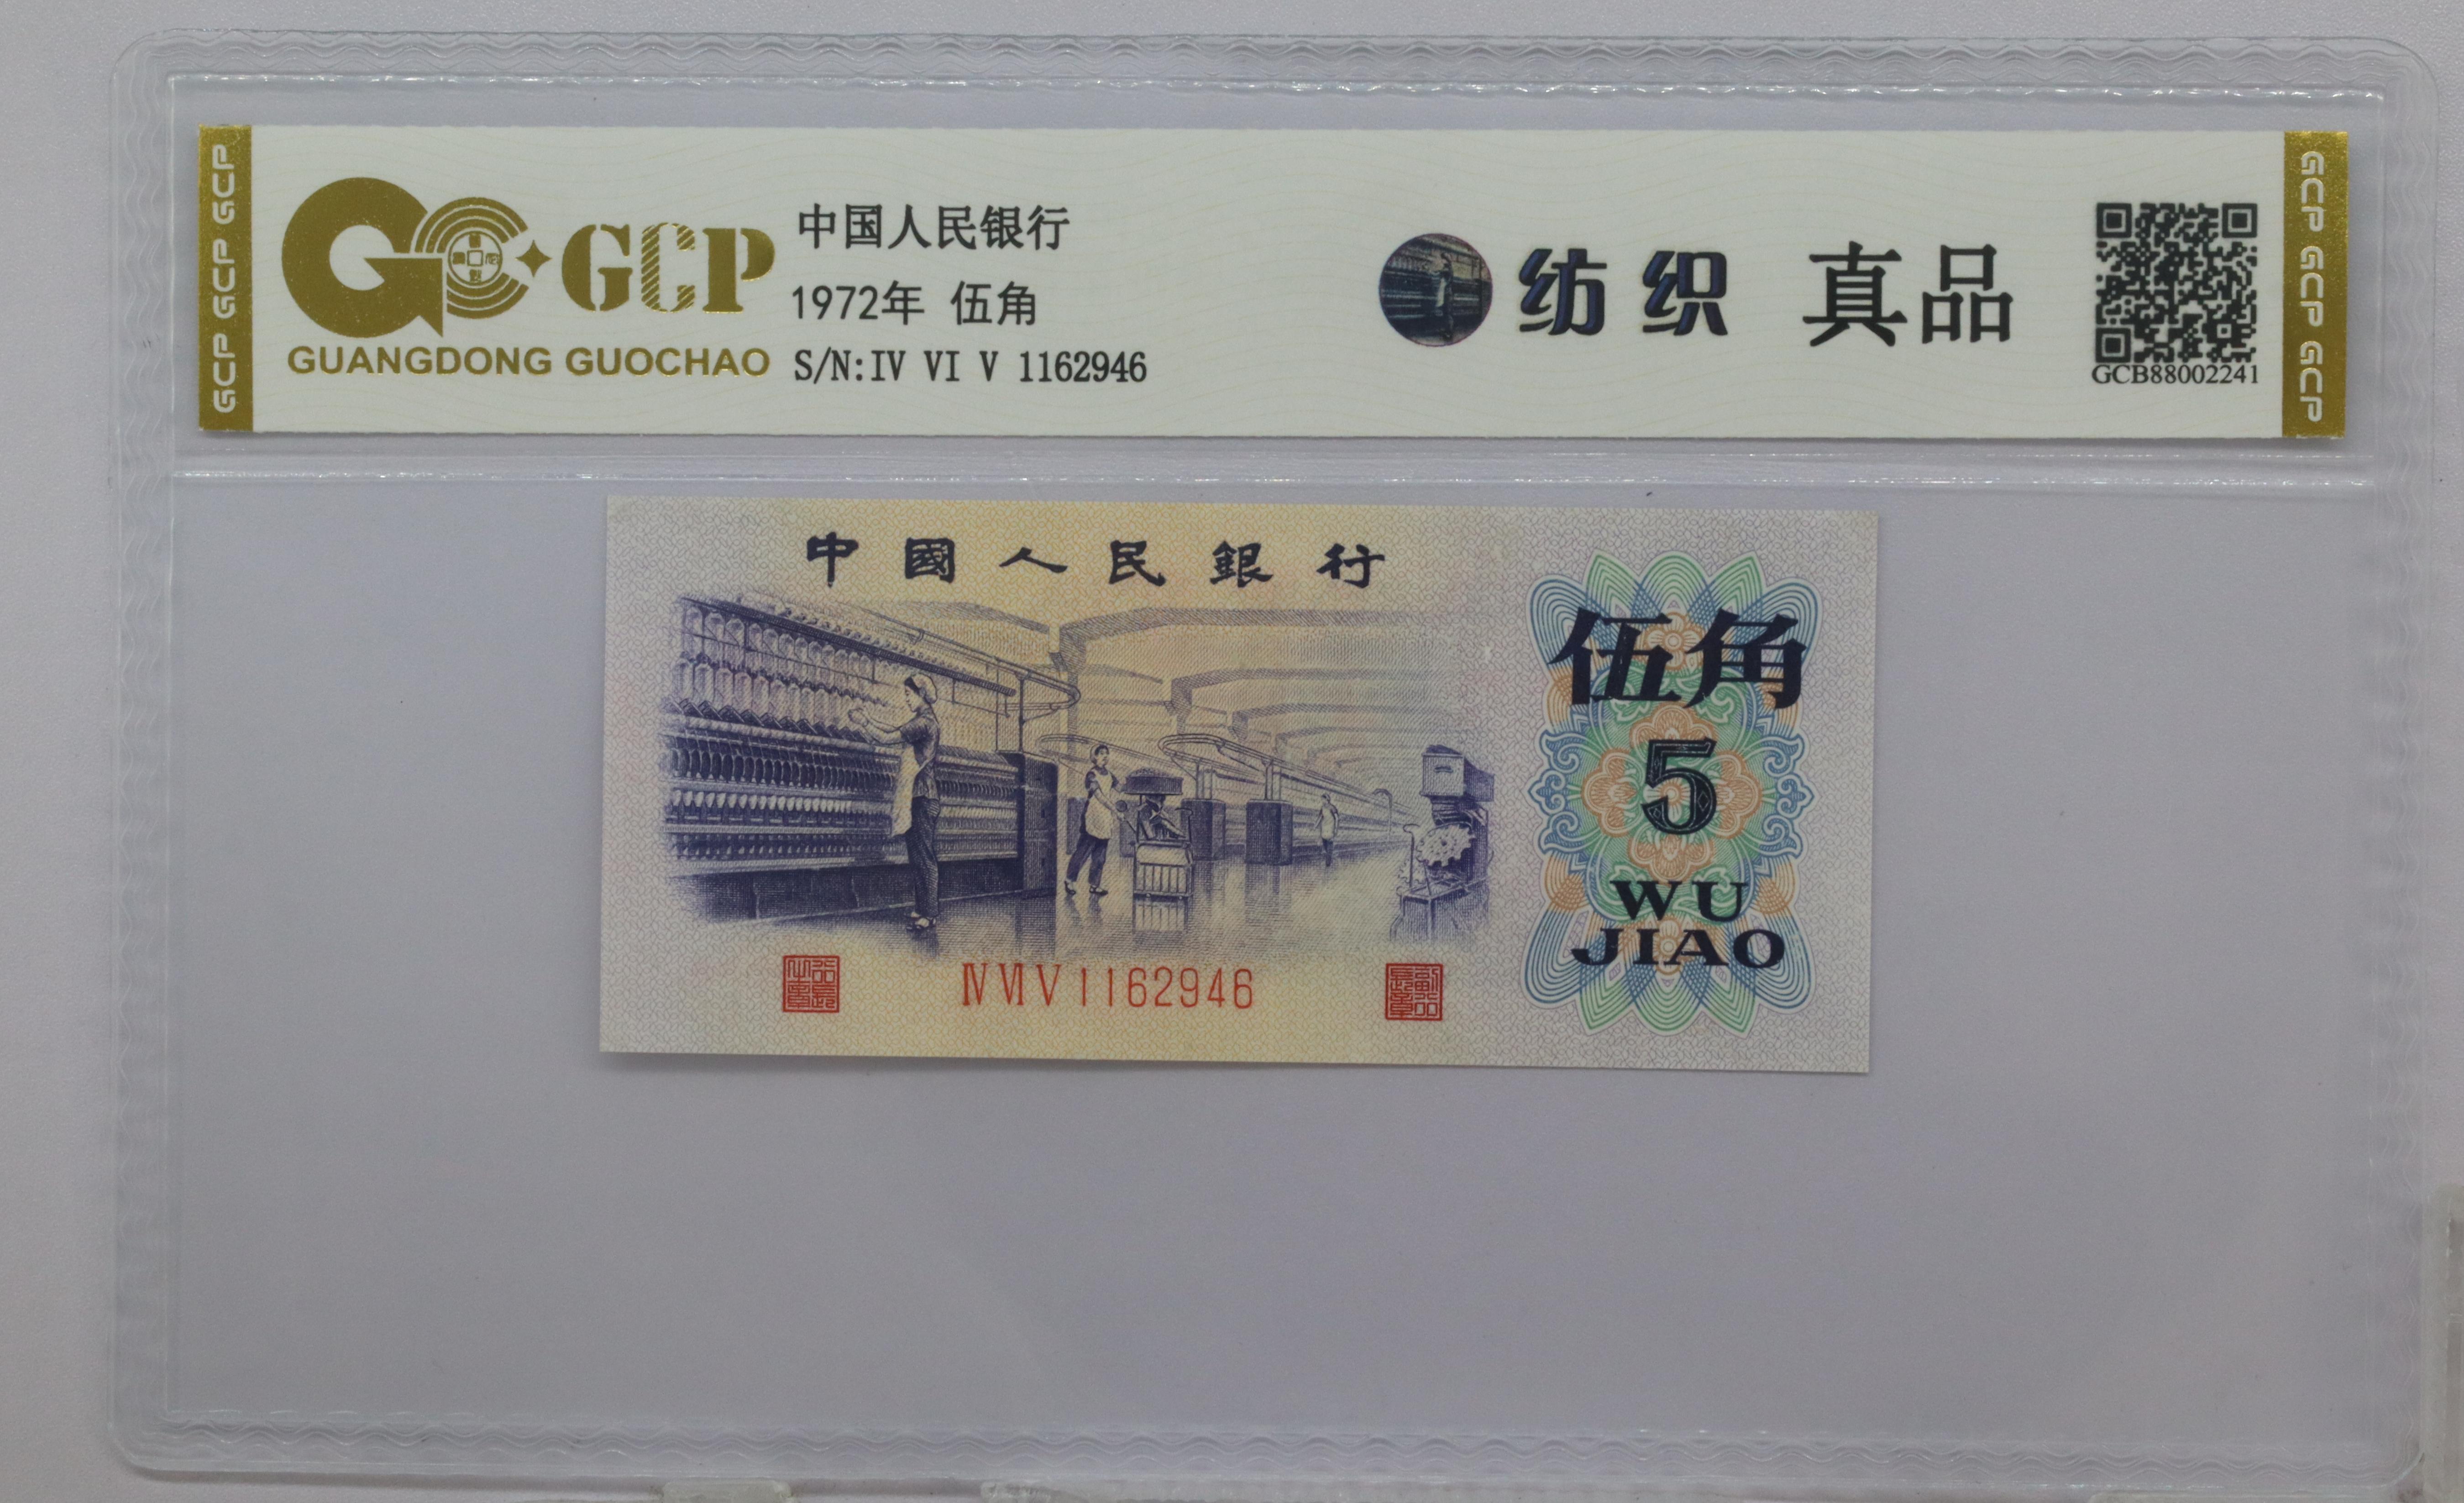 GCP GCP GCP
GCP
GUANGDONG GUOCHAO
中国人民银行
1972年 伍角
S/N:IV VI V 1162946
纺织 真品
GCB88002241
GCP GCP GCP
中國人民銀行
伍角
5
WU
JIAO
ⅣⅥⅤ1162946